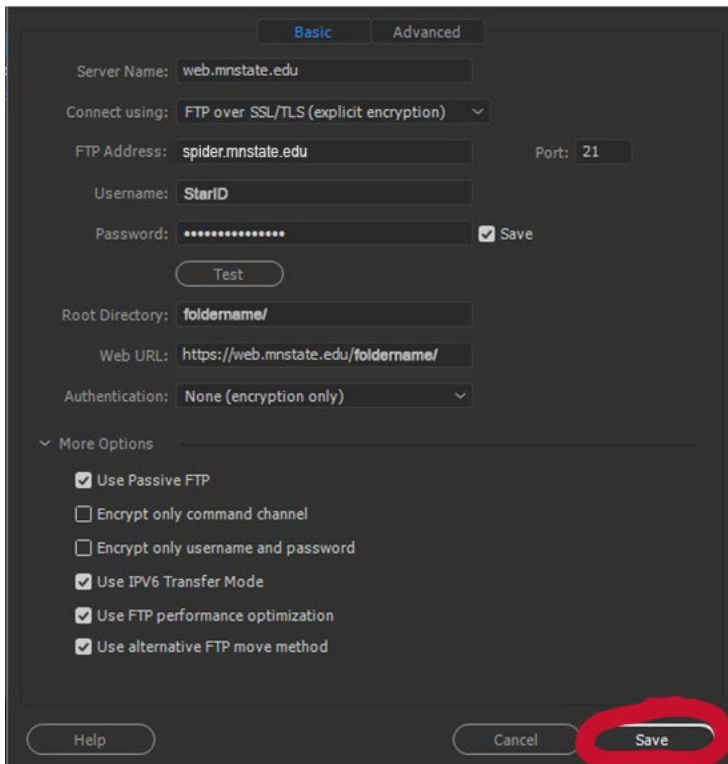 Basic Advanced
Server Name: web.mnstate.edu
Connect using: FTP over SSL/TLS (explicit encryption)
FTP Address: spider.mnstate.edu Port: 21
Username: StarID
Password: ••••••••••••••• Save
Test
Root Directory: foldername/
Web URL: https://web.mnstate.edu/foldername/
Authentication: None (encryption only)
More Options
Use Passive FTP
Encrypt only command channel
Encrypt only username and password
Use IPV6 Transfer Mode
Use FTP performance optimization
Use alternative FTP move method
Help Cancel Save